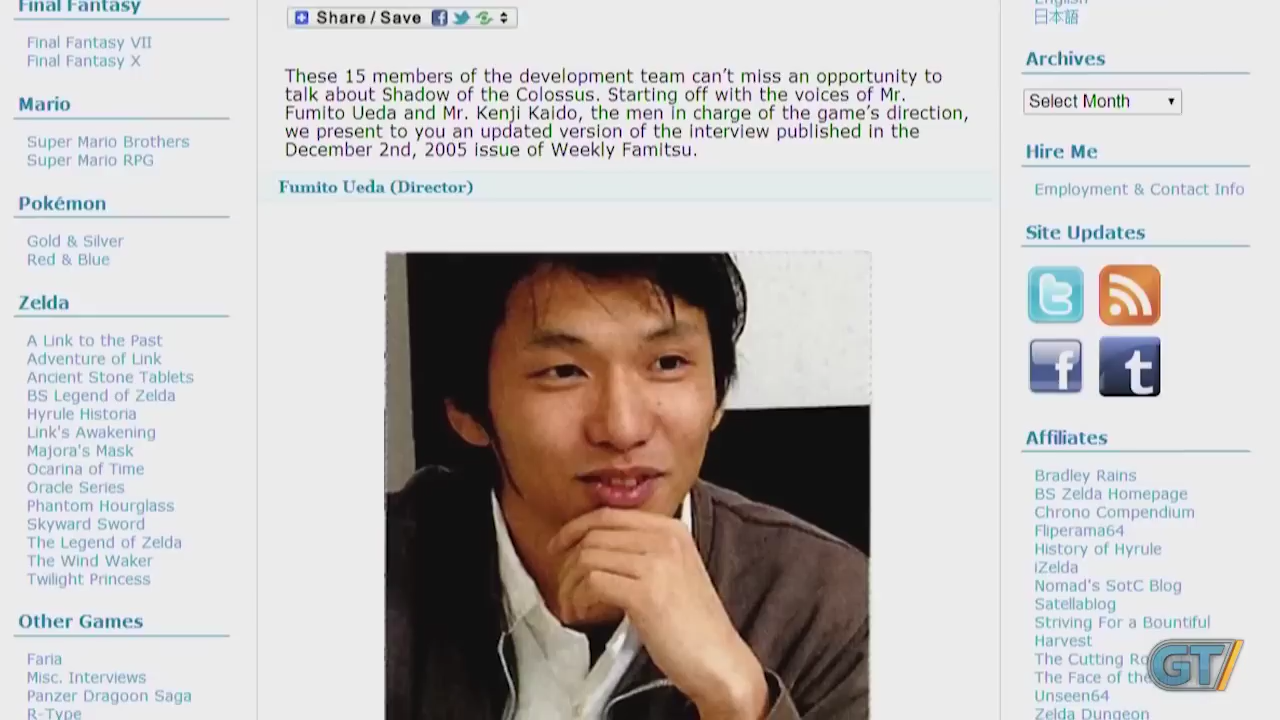 Final Fantasy
Final Fantasy VII
Final Fantasy X
Mario
Super Mario Brothers
Super Mario RPG
Pokémon
Gold & Silver
Red & Blue
Zelda
A Link to the Past
Adventure of Link
Ancient Stone Tablets
BS Legend of Zelda
Hyrule Historia
Link's Awakening
Majora's Mask
Ocarina of Time
Oracle Series
Phantom Hourglass
Skyward Sword
The Legend of Zelda
The Wind Waker
Twilight Princess
Other Games
Faria
Misc. Interviews
Panzer Dragoon Saga
R-Type
Share / Save
These 15 members of the development team can’t miss an opportunity to
talk about Shadow of the Colossus. Starting off with the voices of Mr.
Fumito Ueda and Mr. Kenji Kaido, the men in charge of the game’s direction,
we present to you an updated version of the interview published in the
December 2nd, 2005 issue of Weekly Famitsu.
Fumito Ueda (Director)
English
日本語
Archives
Select Month
Hire Me
Employment & Contact Info
Site Updates
Affiliates
Bradley Rains
BS Zelda Homepage
Chrono Compendium
Fliperama64
History of Hyrule
iZelda
Nomad's SotC Blog
Satellablog
Striving For a Bountiful
Harvest
The Cutting
The Face of the
Unseen64
Zelda Dungeon
GT